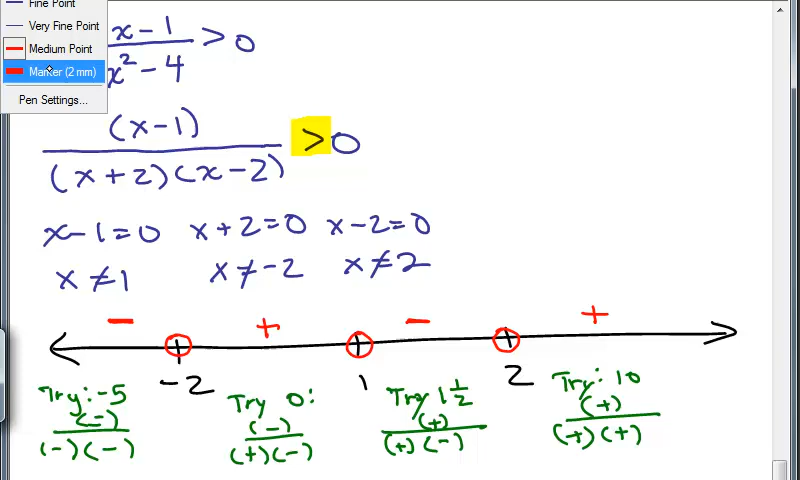 Fine Point
Very Fine Point
Medium Point
Marker (2 mm)
Pen Settings...
x-1
x²-4 >0
(x-1)
(x+2)(x-2) >0
x-1=0 x+2=0 x-2=0
x≠1 x≠-2 x≠2
- + - +
-2 1 2
Try: -5 Try 0: Try 1 1/2 Try: 10
(-) (-) (+) (+)
(-)(-) (+)(-) (+)(-) (+)(+)